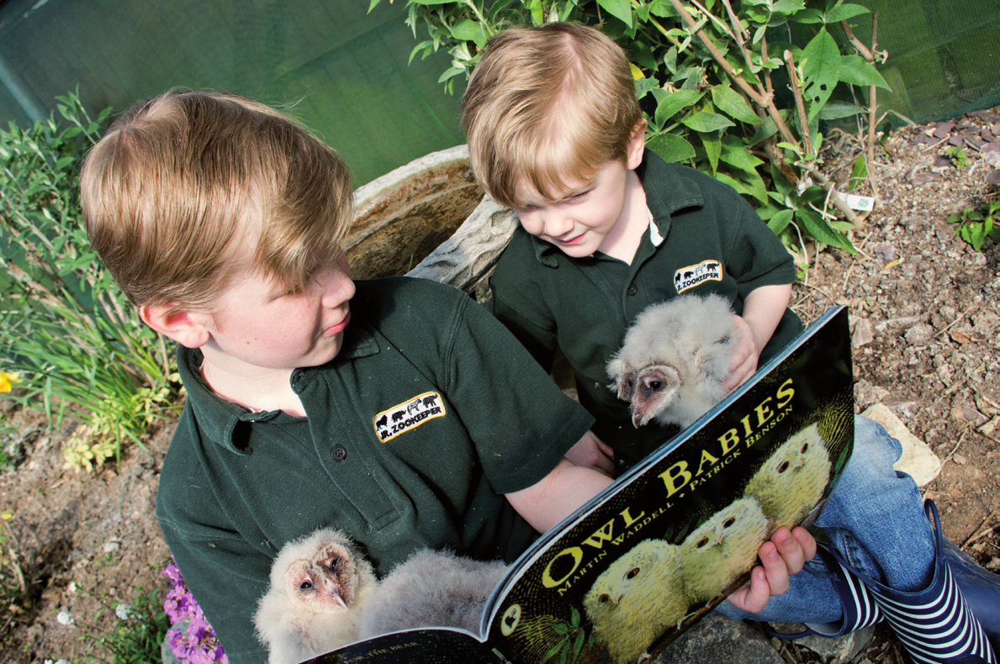 JR. ZOOKEEPER
JR. ZOOKEEPER
OWL BABIES
MARTIN WADDELL • PATRICK BENSON